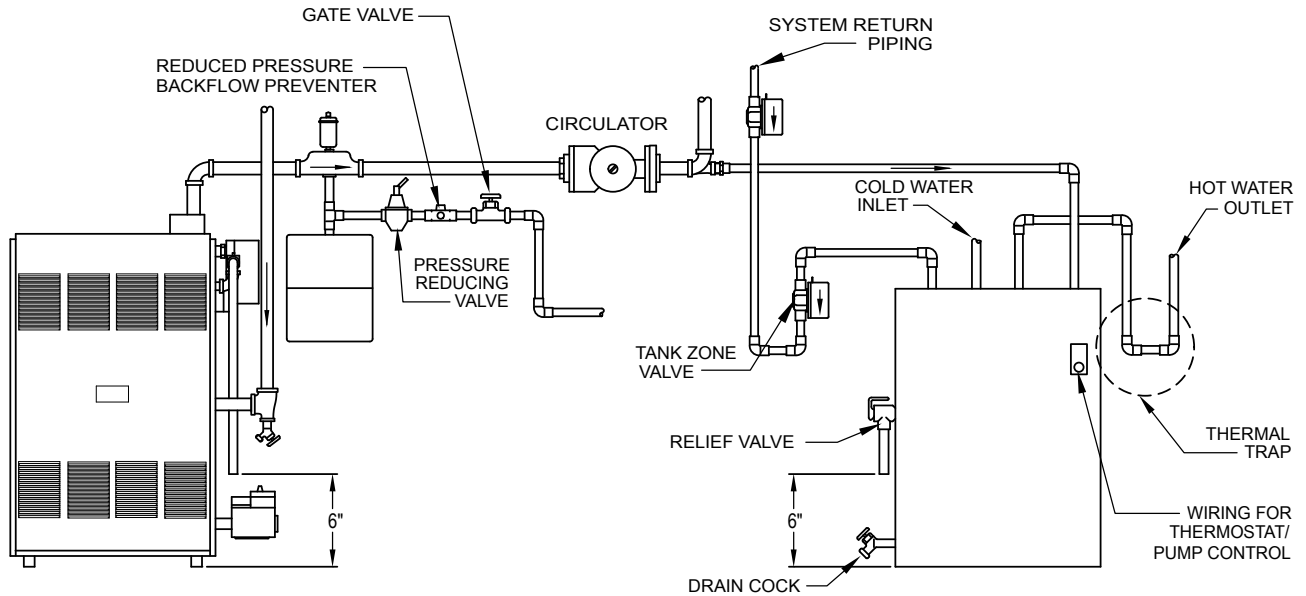 GATE VALVE
SYSTEM RETURN
PIPING
REDUCED PRESSURE
BACKFLOW PREVENTER
CIRCULATOR
COLD WATER
INLET
HOT WATER
OUTLET
PRESSURE
REDUCING
VALVE
TANK ZONE
VALVE
RELIEF VALVE
THERMAL
TRAP
6"
6"
WIRING FOR
THERMOSTAT/
PUMP CONTROL
DRAIN COCK